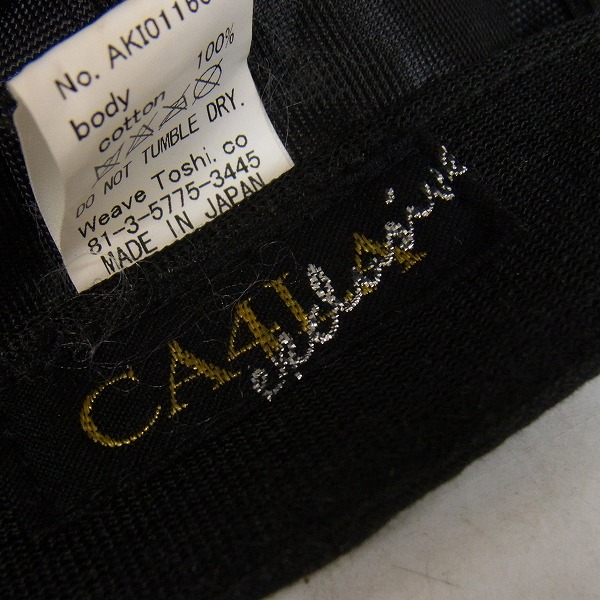 No. AKI0116
body
cotton 100%
DO NOT TUMBLE DRY.
Weave Toshi. co
81-3-5775-3445
MADE IN JAPAN
CA4LA
exclusive